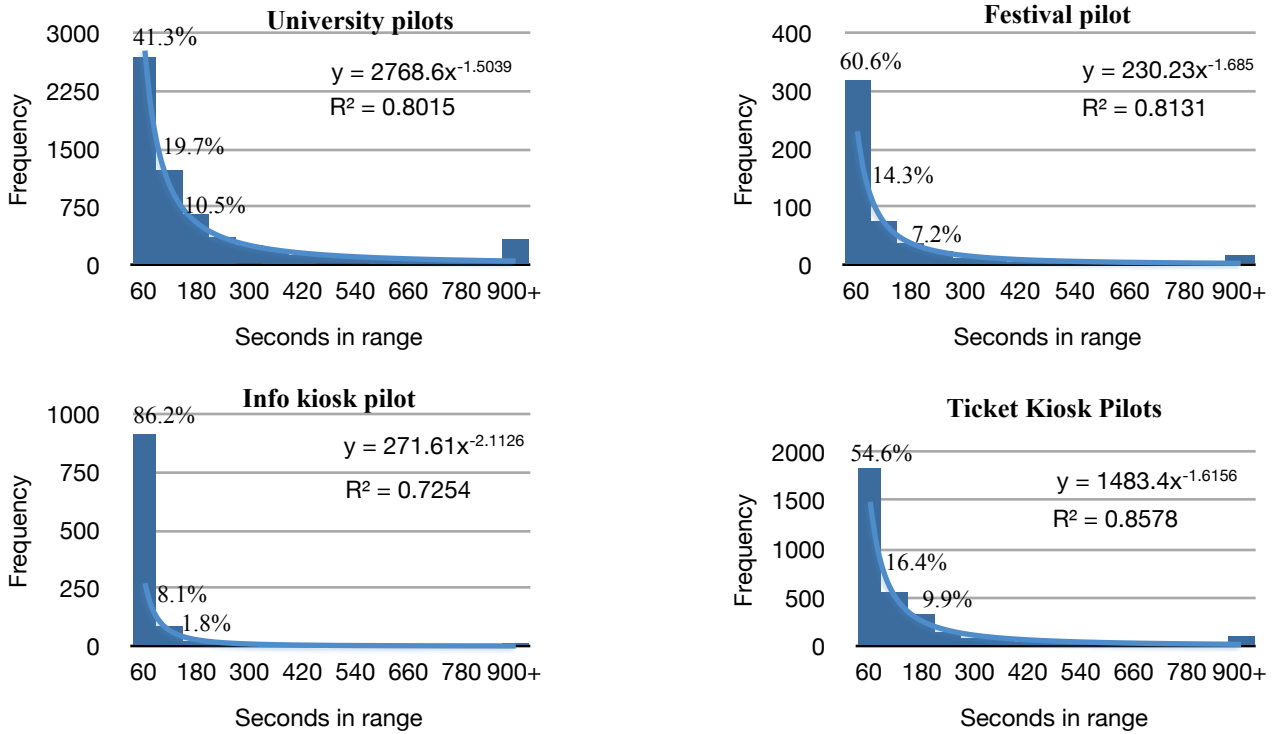 University pilots
3000
2250
1500
750
0
41.3%
19.7%
10.5%
y = 2768.6x^-1.5039
R² = 0.8015
Frequency
60 180 300 420 540 660 780 900+
Seconds in range
Festival pilot
400
300
200
100
0
60.6%
14.3%
7.2%
y = 230.23x^-1.685
R² = 0.8131
Frequency
60 180 300 420 540 660 780 900+
Seconds in range
Info kiosk pilot
1000
750
500
250
0
86.2%
8.1%
1.8%
y = 271.61x^-2.1126
R² = 0.7254
Frequency
60 180 300 420 540 660 780 900+
Seconds in range
Ticket Kiosk Pilots
2000
1500
1000
500
0
54.6%
16.4%
9.9%
y = 1483.4x^-1.6156
R² = 0.8578
Frequency
60 180 300 420 540 660 780 900+
Seconds in range